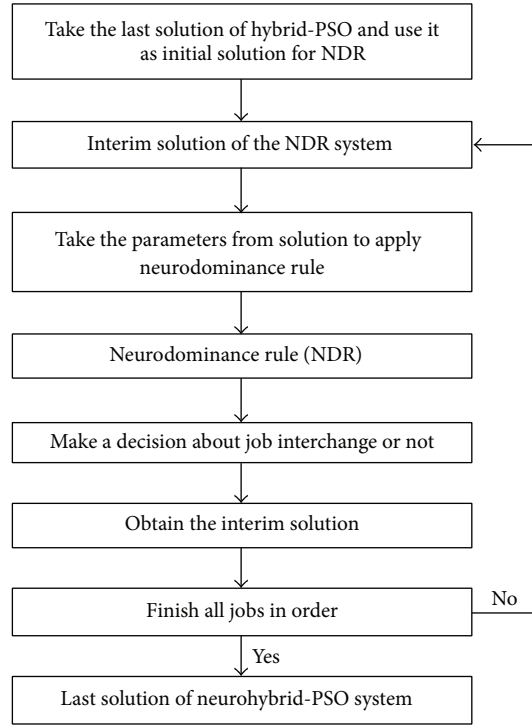 Take the last solution of hybrid-PSO and use it
as initial solution for NDR
Interim solution of the NDR system
Take the parameters from solution to apply
neurodominance rule
Neurodominance rule (NDR)
Make a decision about job interchange or not
Obtain the interim solution
Finish all jobs in order
No
Yes
Last solution of neurohybrid-PSO system